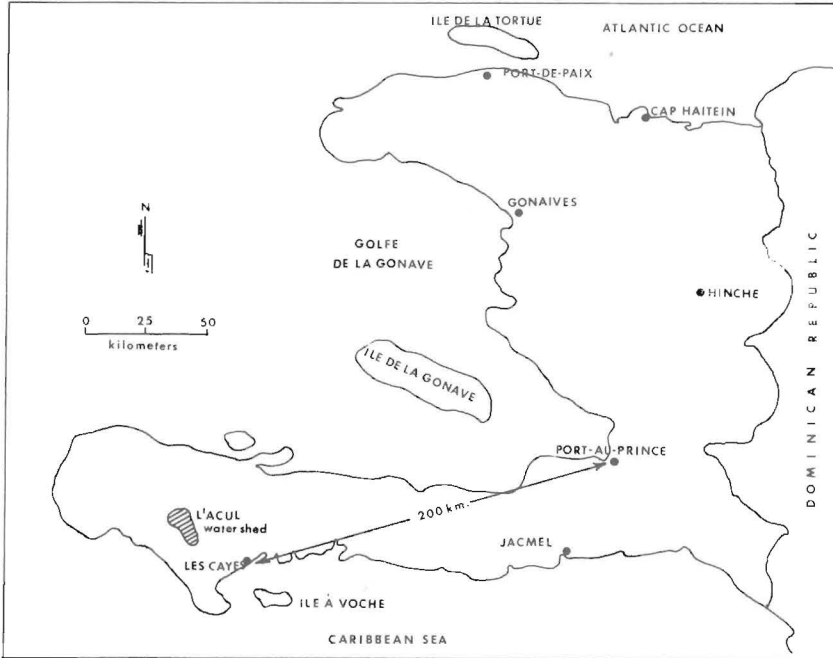 ILE DE LA TORTUE
ATLANTIC OCEAN
PORT-DE-PAIX
CAP HAITEIN
N
GONAIVES
GOLFE
DE LA GONAVE
HINCHE
0 25 50
kilometers
ILE DE LA GONAVE
DOMINICAN REPUBLIC
PORT-AU-PRINCE
L'ACUL
water shed
200 km.
JACMEL
LES CAYES
ILE À VOCHE
CARIBBEAN SEA